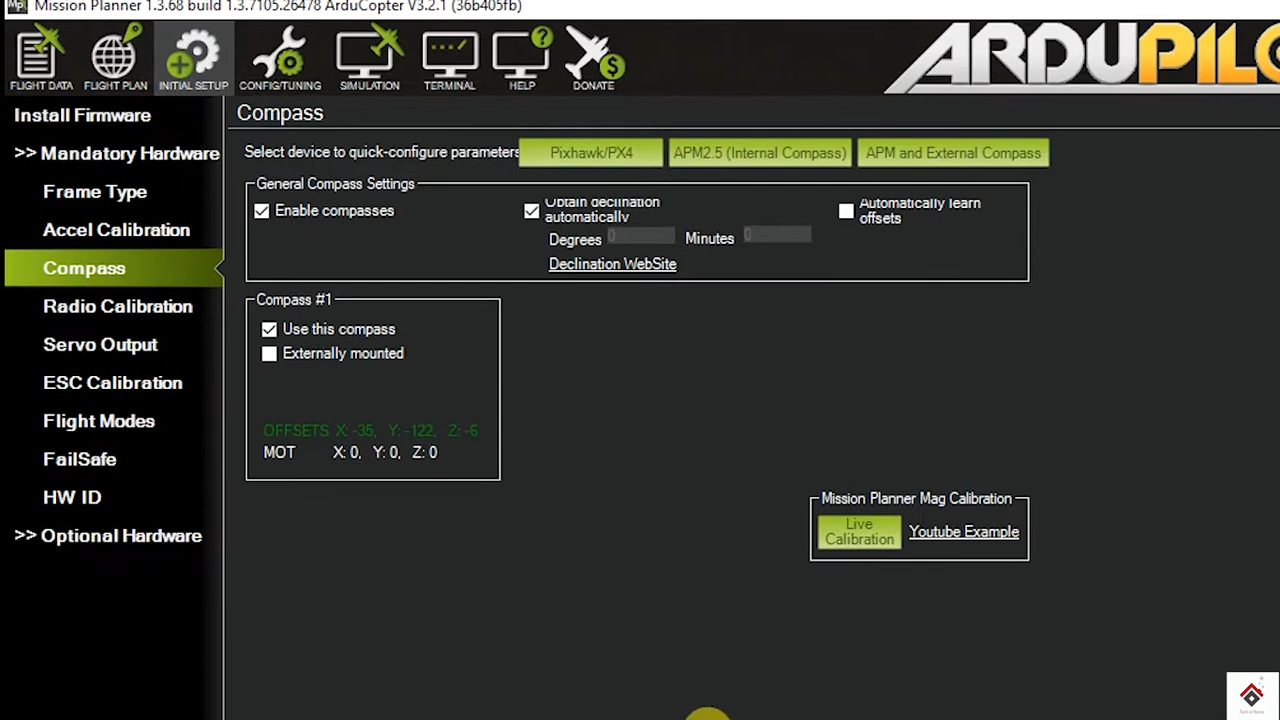 Mission Planner 1.3.68 build 1.3.7105.26478 ArduCopter V3.2.1 (36b405fb)
FLIGHT DATA FLIGHT PLAN INITIAL SETUP CONFIG/TUNING SIMULATION TERMINAL HELP DONATE
ARDUPILO
Install Firmware
>> Mandatory Hardware
Frame Type
Accel Calibration
Compass
Radio Calibration
Servo Output
ESC Calibration
Flight Modes
FailSafe
HW ID
>> Optional Hardware
Compass
Select device to quick-configure parameters
Pixhawk/PX4
APM2.5 (Internal Compass)
APM and External Compass
General Compass Settings
Enable compasses
Obtain declination
automatically
Degrees 0 Minutes 0
Declination WebSite
Automatically learn
offsets
Compass #1
Use this compass
Externally mounted
OFFSETS X: -35, Y: -122, Z: -6
MOT X: 0, Y: 0, Z: 0
Mission Planner Mag Calibration
Live
Calibration
Youtube Example